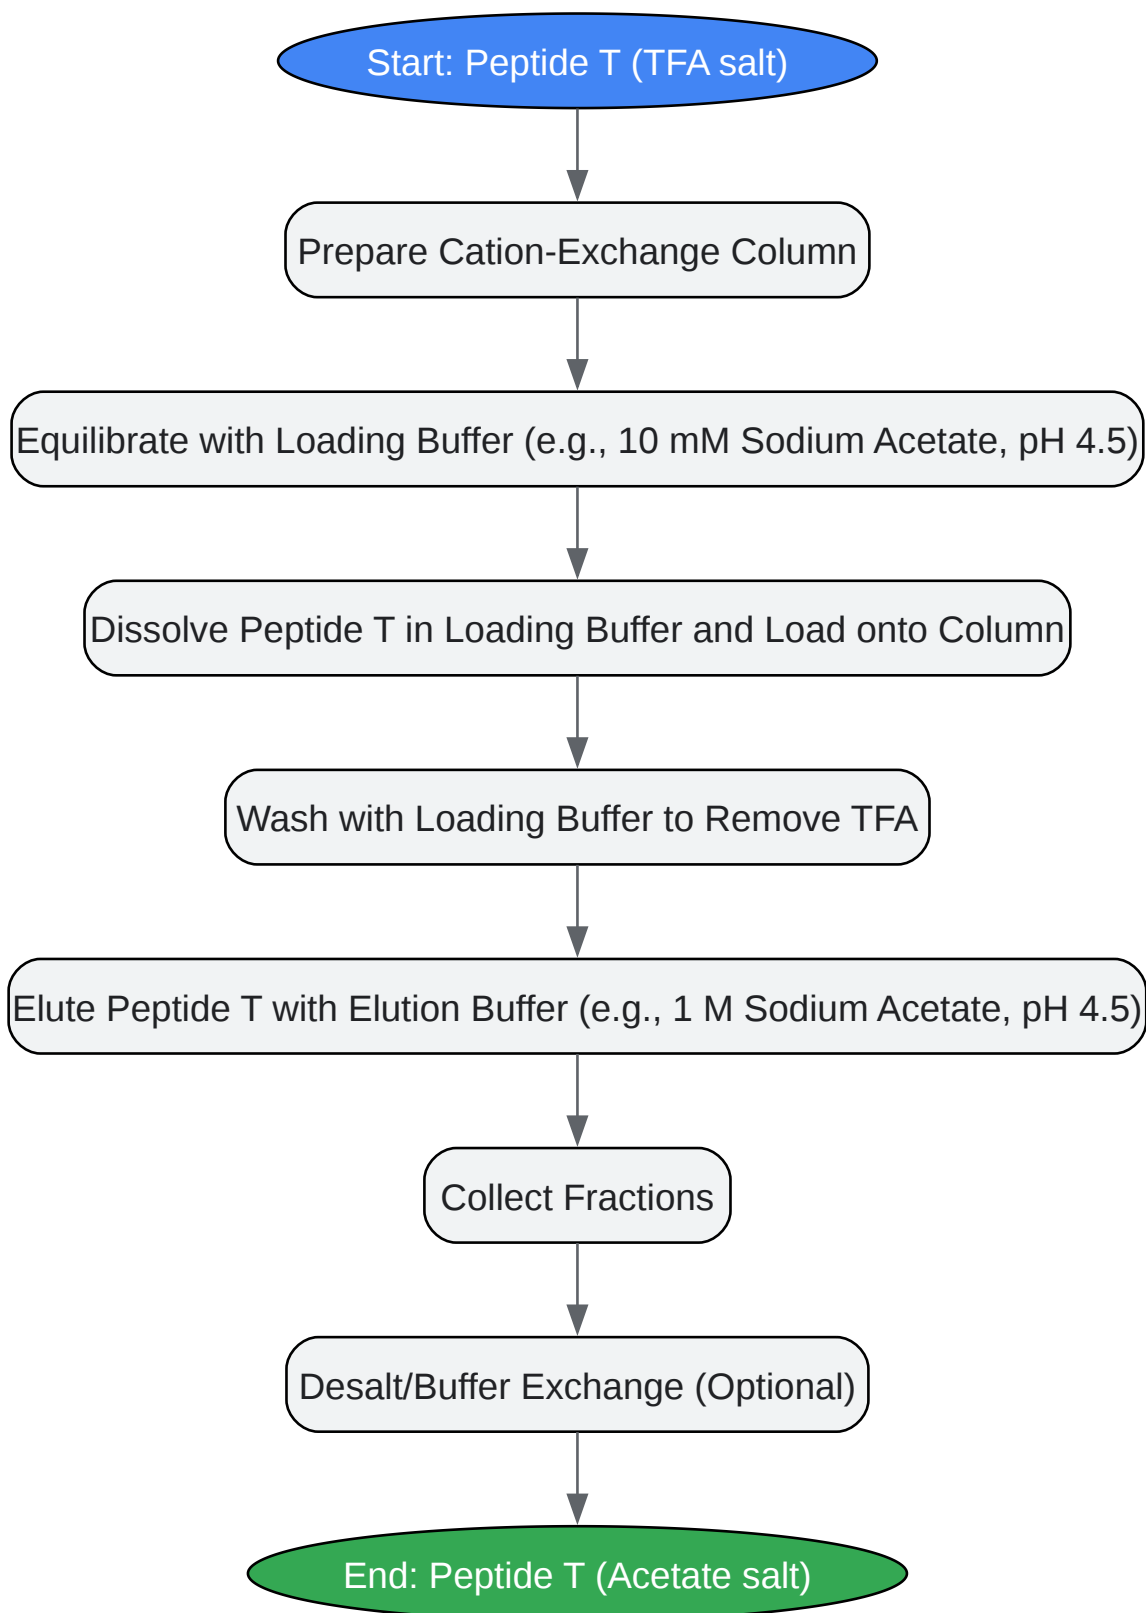 Start: Peptide T (TFA salt)
Prepare Cation-Exchange Column
Equilibrate with Loading Buffer (e.g., 10 mM Sodium Acetate, pH 4.5)
Dissolve Peptide T in Loading Buffer and Load onto Column
Wash with Loading Buffer to Remove TFA
Elute Peptide T with Elution Buffer (e.g., 1 M Sodium Acetate, pH 4.5)
Collect Fractions
Desalt/Buffer Exchange (Optional)
End: Peptide T (Acetate salt)